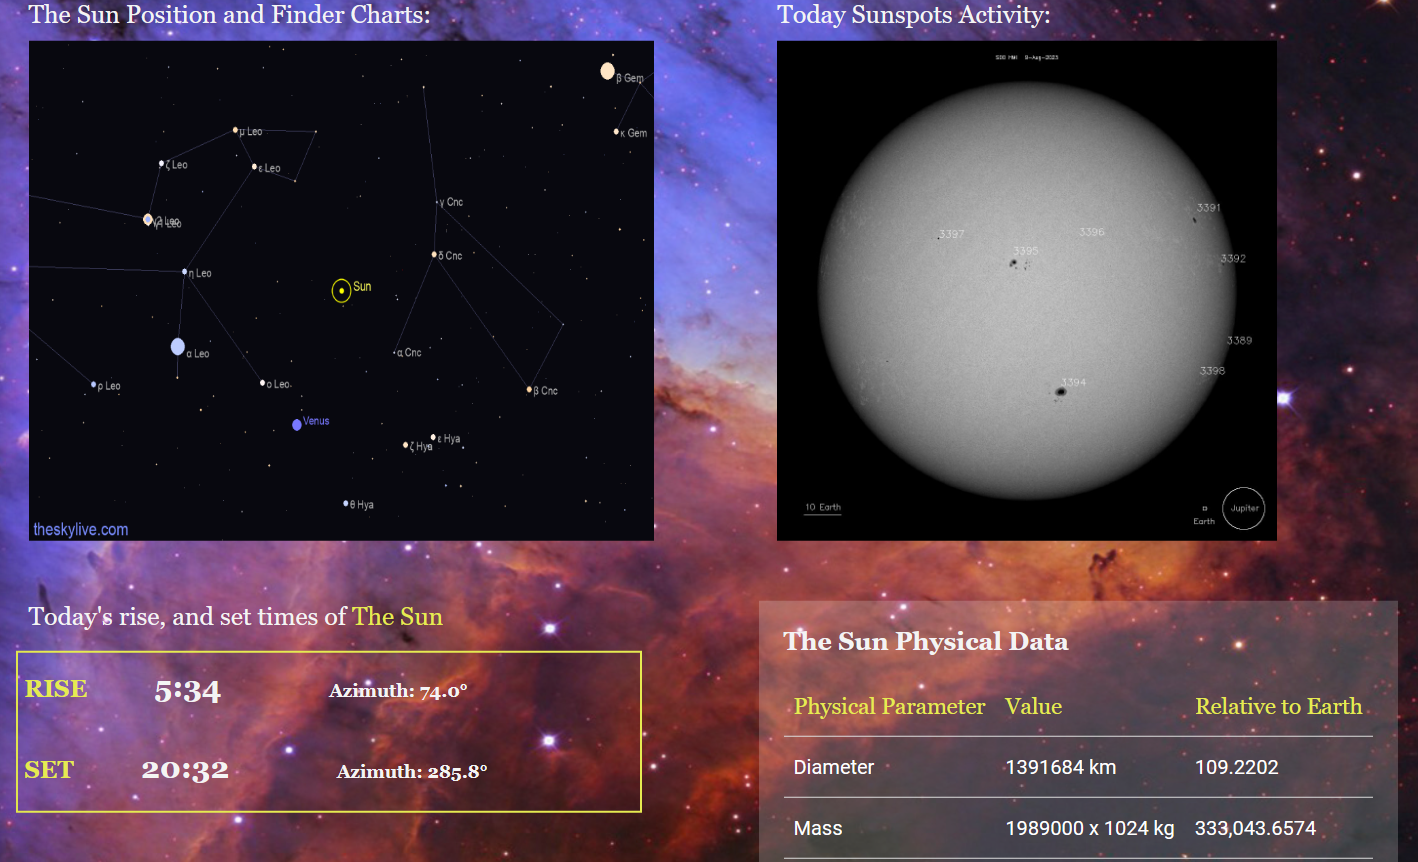 The Sun Position and Finder Charts:
β Gem
κ Gem
μ Leo
ζ Leo
ε Leo
γ Cnc
δ Cnc
η Leo
Sun
α Leo
α Cnc
ρ Leo
ο Leo
β Cnc
Venus
ε Hya
ζ Hya
θ Hya
theskylive.com
Today Sunspots Activity:
SDO HMI 9-Aug-2023
3391
3397
3396
3395
3392
3389
3398
3394
10 Earth
Earth
Jupiter
Today's rise, and set times of The Sun
RISE 5:34 Azimuth: 74.0°
SET 20:32 Azimuth: 285.8°
The Sun Physical Data
Physical Parameter Value Relative to Earth
Diameter 1391684 km 109.2202
Mass 1989000 x 1024 kg 333,043.6574